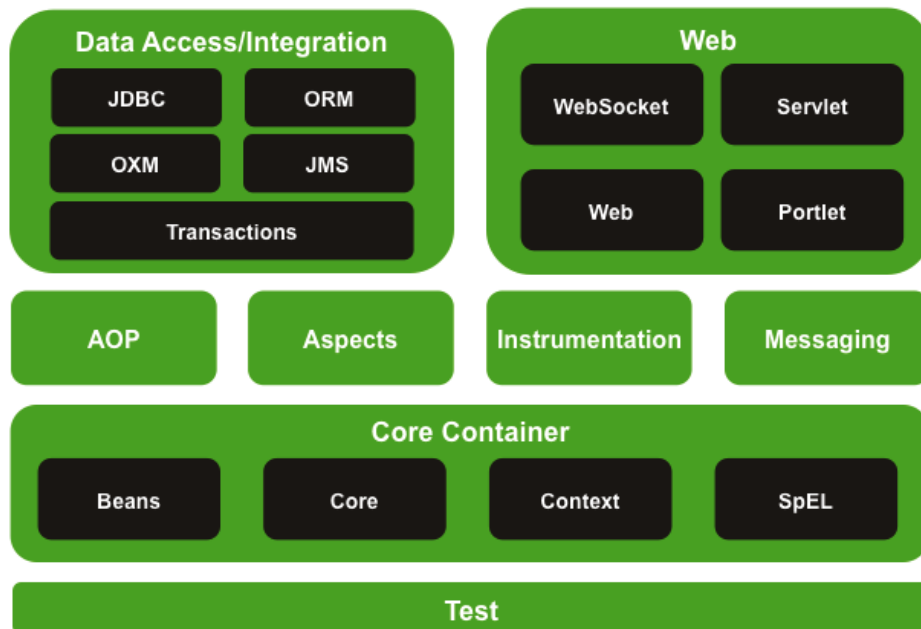 Data Access/Integration
JDBC
ORM
OXM
JMS
Transactions
Web
WebSocket
Servlet
Web
Portlet
AOP
Aspects
Instrumentation
Messaging
Core Container
Beans
Core
Context
SpEL
Test